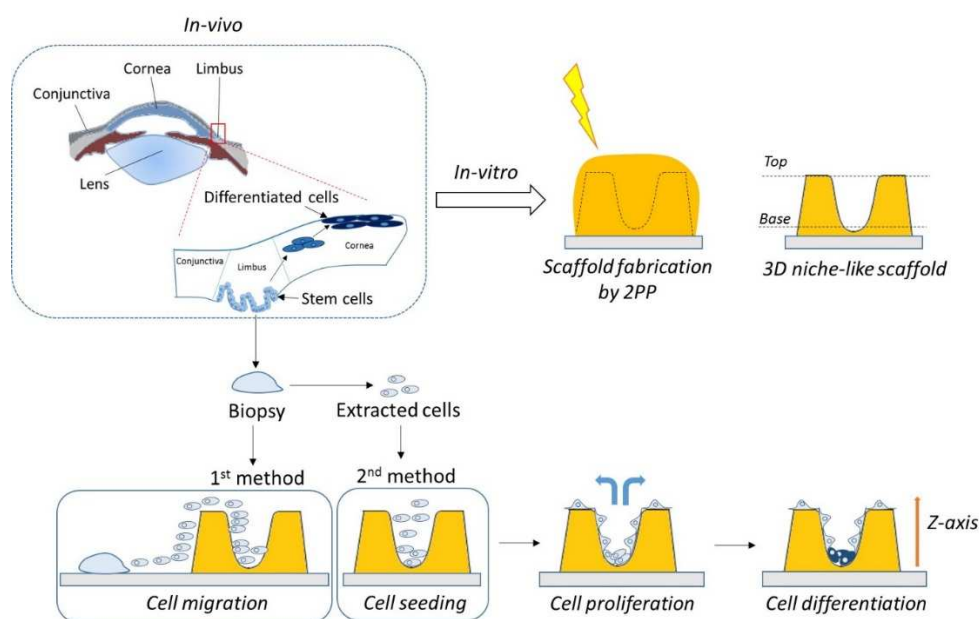 In-vivo
Cornea
Limbus
Conjunctiva
Lens
Differentiated cells
Conjunctiva
Limbus
Cornea
Stem cells
In-vitro
Scaffold fabrication
by 2PP
Top
Base
3D niche-like scaffold
Biopsy
Extracted cells
1st method
2nd method
Cell migration
Cell seeding
Cell proliferation
Cell differentiation
Z-axis